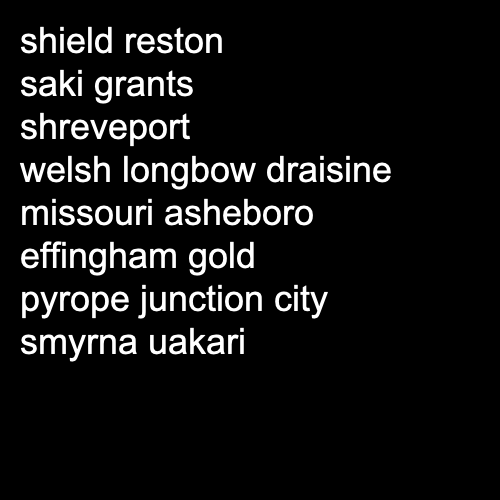 shield reston
saki grants
shreveport
welsh longbow draisine
missouri asheboro
effingham gold
pyrope junction city
smyrna uakari